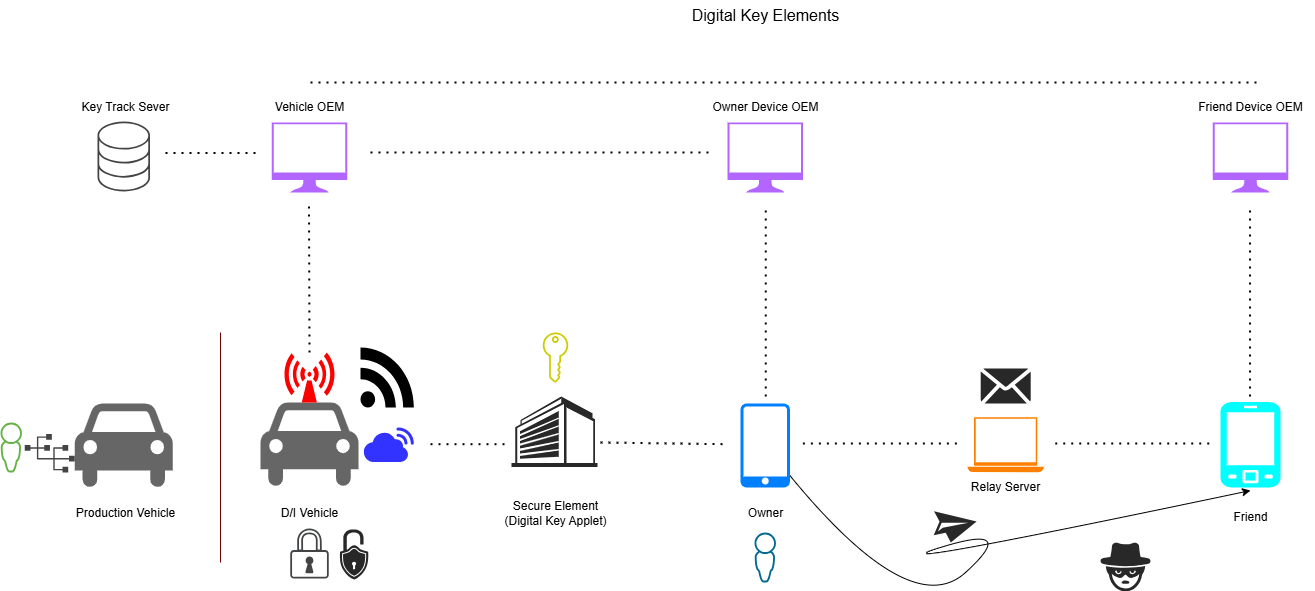 Digital Key Elements
Key Track Sever
Vehicle OEM
Owner Device OEM
Friend Device OEM
Production Vehicle
D/I Vehicle
Secure Element
(Digital Key Applet)
Owner
Relay Server
Friend